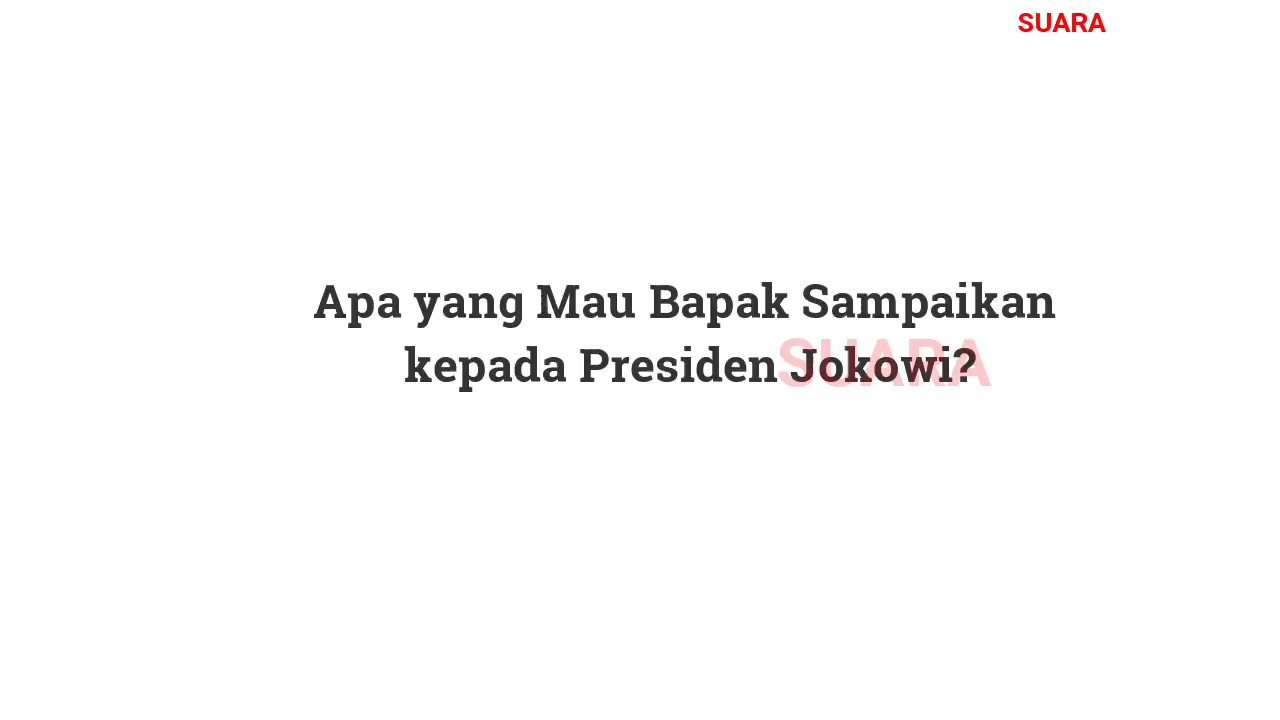 SUARA
Apa yang Mau Bapak Sampaikan
kepada Presiden Jokowi?
SUARA FLORES